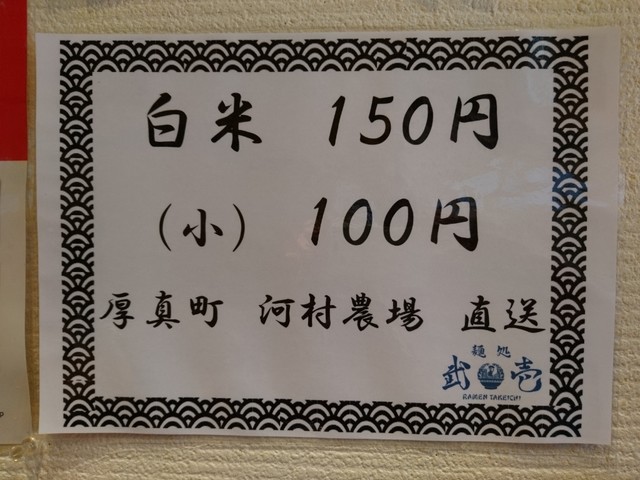 白米 150円
（小） 100円
厚真町 河村農場 直送
麺処
武壱
RAMEN TAKEICHI